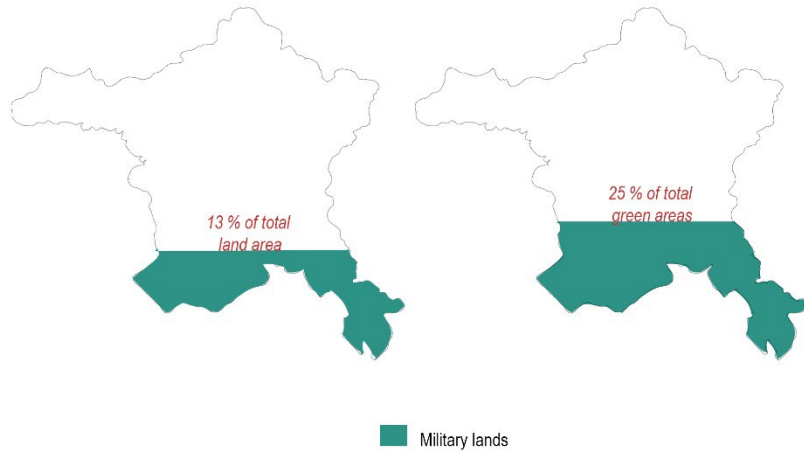 13 % of total
land area
25 % of total
green areas
Military lands